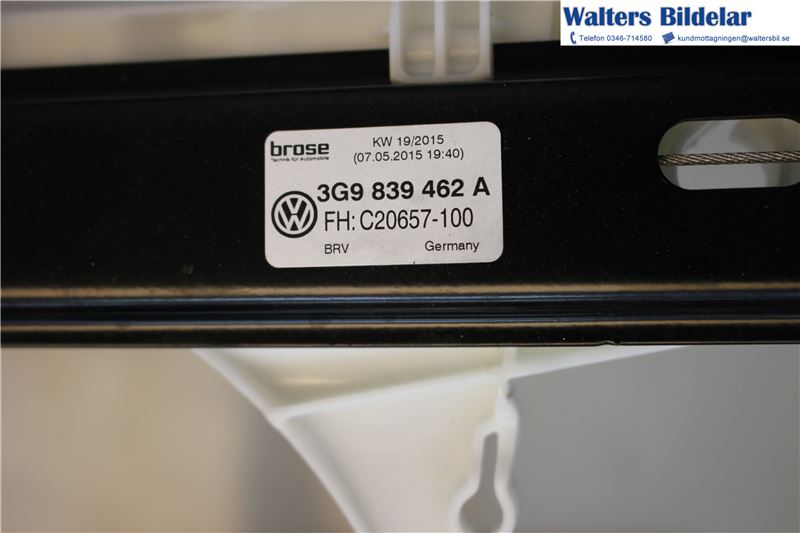 Walters Bildelar
Telefon 0346-714580 kundmottagningen@waltersbil.se
brose
Technik für Automobile
KW 19/2015
(07.05.2015 19:40)
3G9 839 462 A
FH: C20657-100
BRV Germany